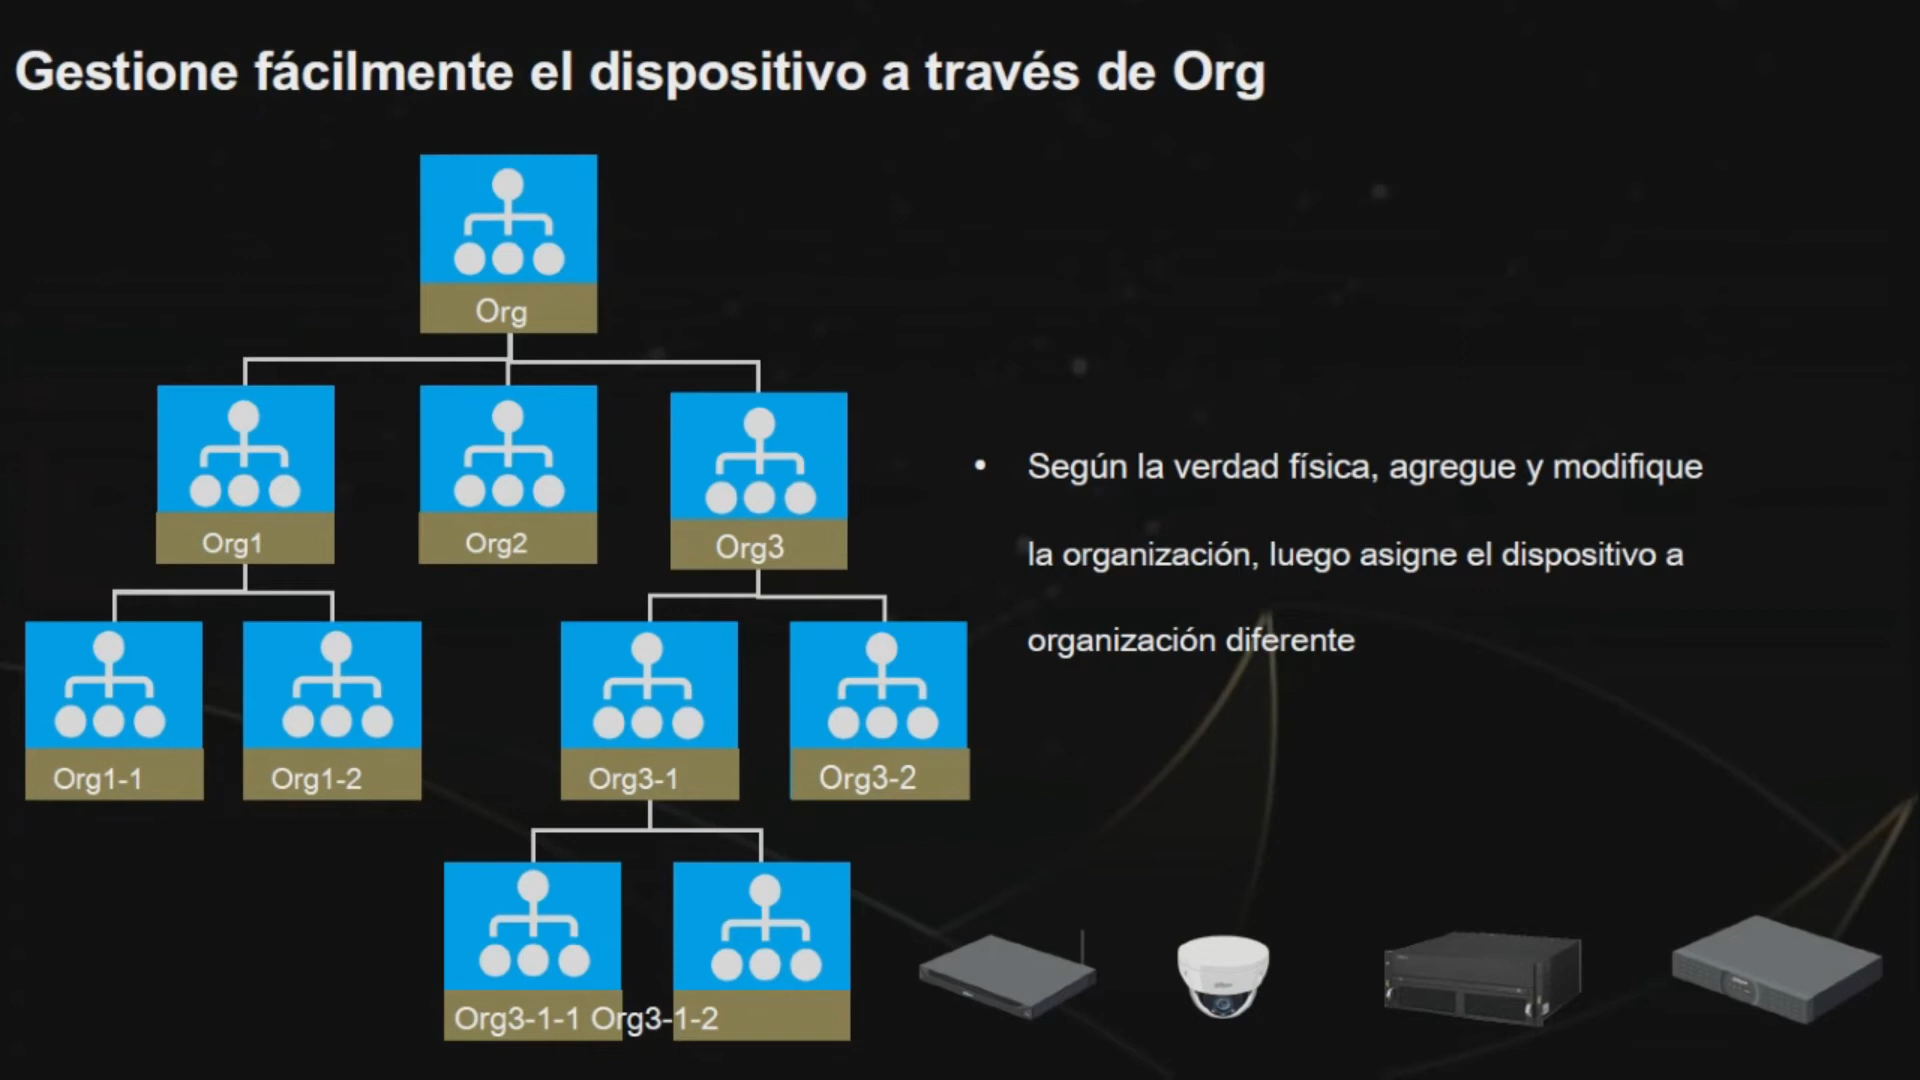 Gestione fácilmente el dispositivo a través de Org
Org
Org1
Org2
Org3
Org1-1
Org1-2
Org3-1
Org3-2
Org3-1-1 Org3-1-2
• Según la verdad física, agregue y modifique
la organización, luego asigne el dispositivo a
organización diferente